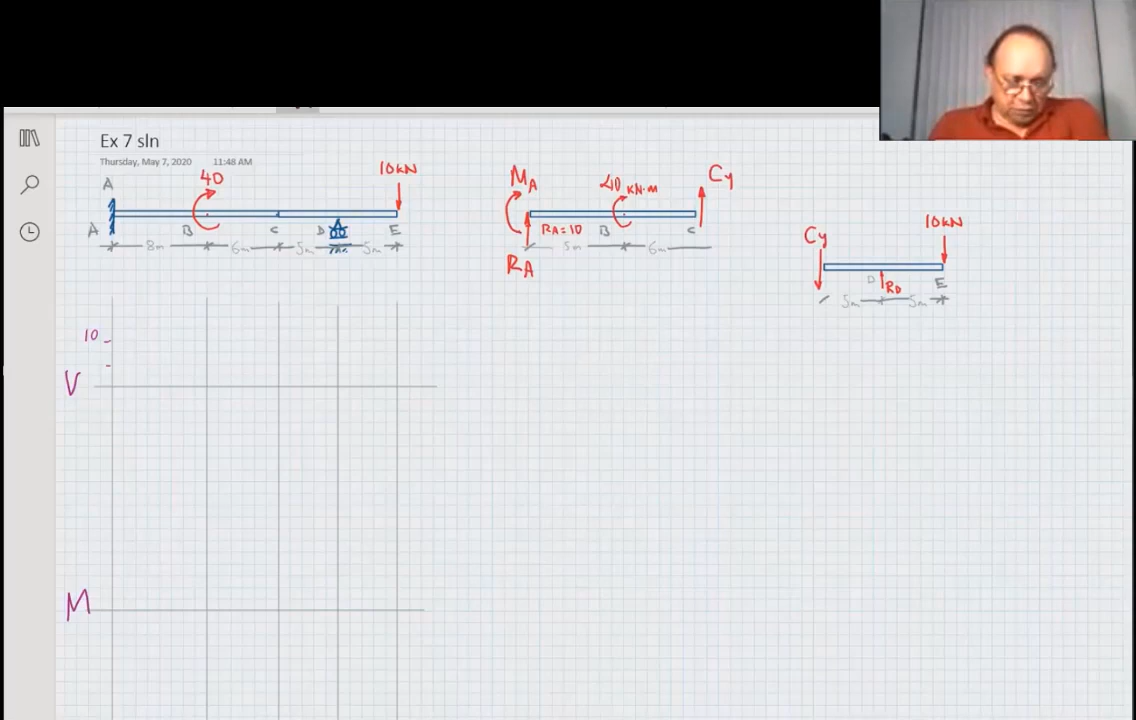 Ex 7 sln
Thursday, May 7, 2020 11:48 AM
A
40
10kN
A B C D E
8m 6m 5m 5m
MA
40 kN·m
Cy
RA=10 B C
5m 6m
RA
Cy
10kN
D RD E
5m 5m
10
V
M